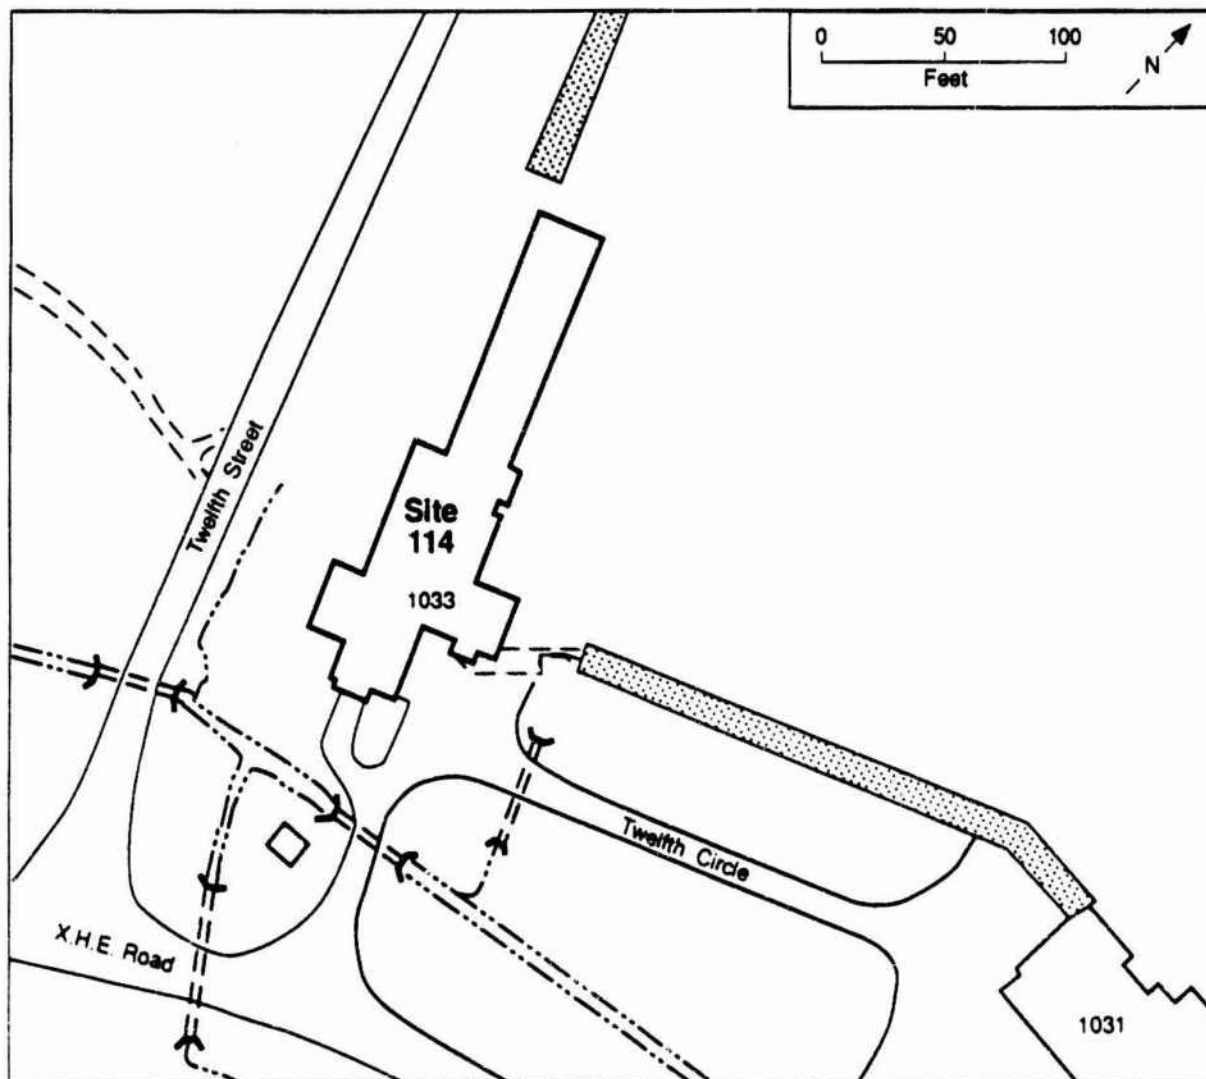 0 50 100
Feet
N
Twelfth Street
Site
114
1033
Twelfth Circle
X.H.E. Road
1031